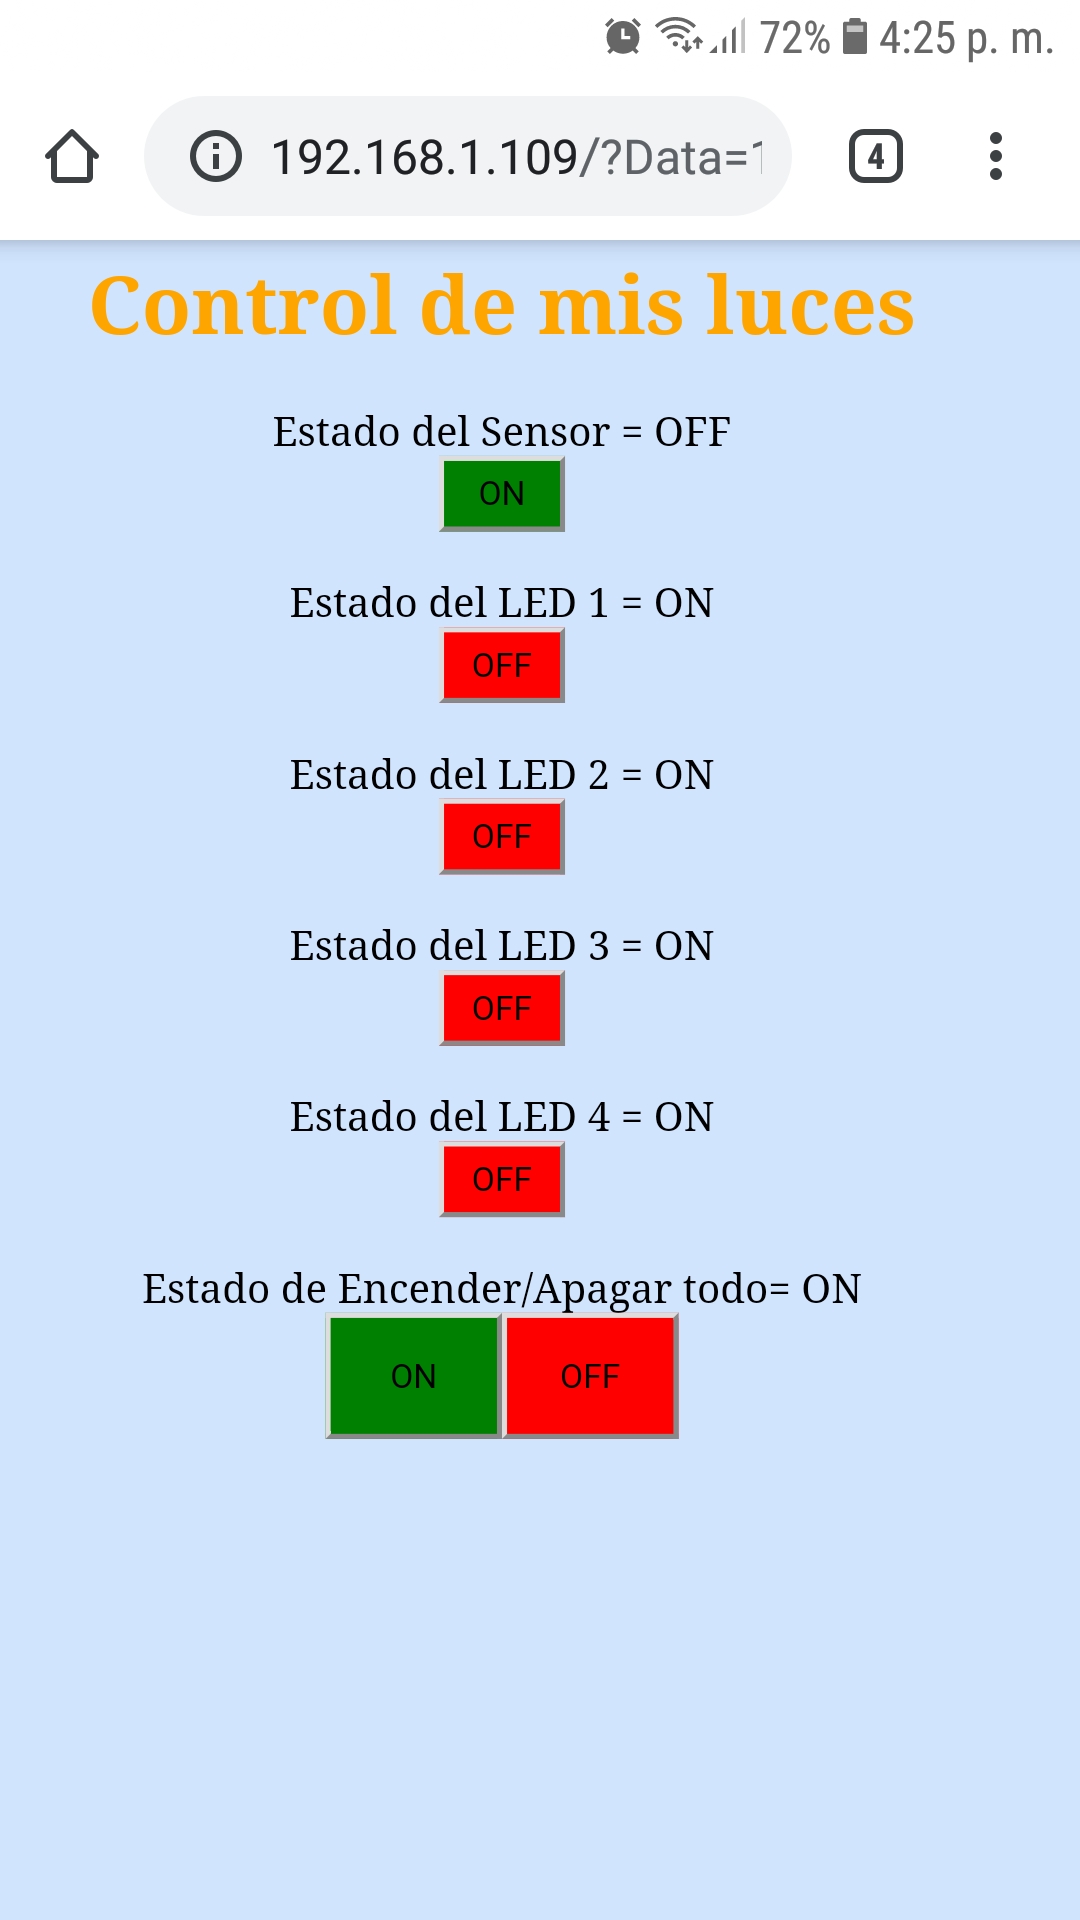 72% 4:25 p. m.
192.168.1.109/?Data=1
4
Control de mis luces
Estado del Sensor = OFF
ON
Estado del LED 1 = ON
OFF
Estado del LED 2 = ON
OFF
Estado del LED 3 = ON
OFF
Estado del LED 4 = ON
OFF
Estado de Encender/Apagar todo= ON
ON OFF